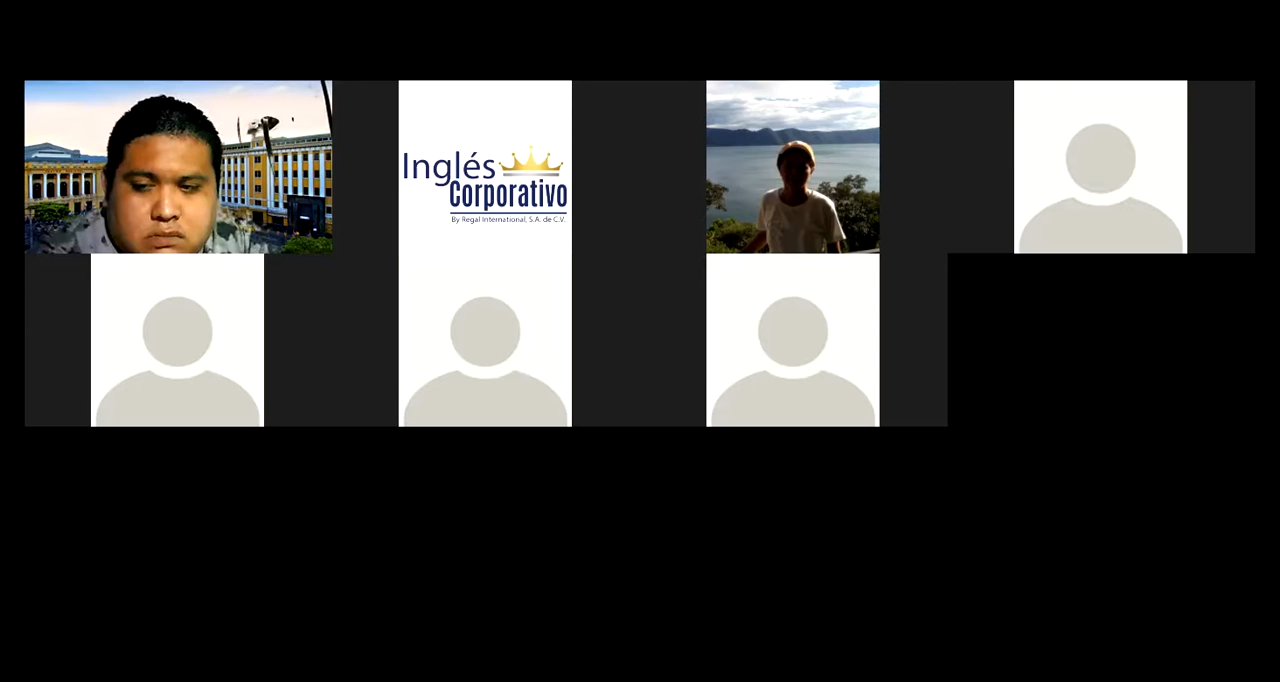 Inglés
Corporativo
By Regal International, S.A. de C.V.